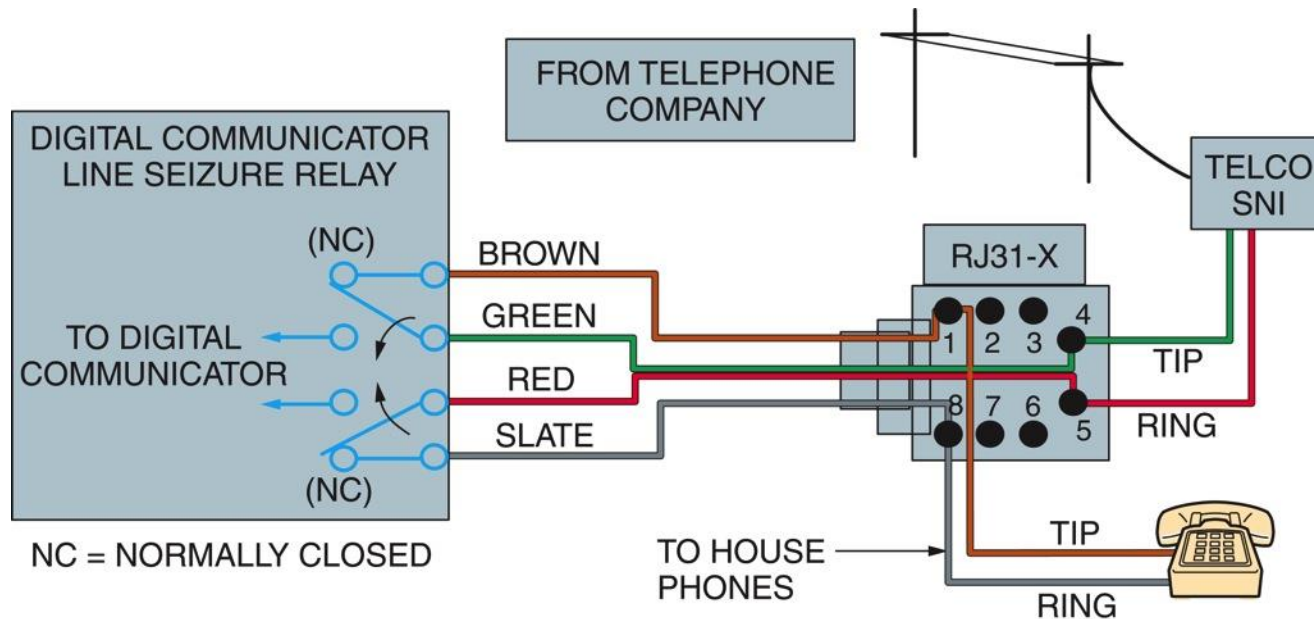 FROM TELEPHONE
COMPANY
DIGITAL COMMUNICATOR
LINE SEIZURE RELAY
TELCO
SNI
(NC)
BROWN
RJ31-X
GREEN
TO DIGITAL
COMMUNICATOR
1
2
3
4
TIP
RED
8
7
6
5
RING
SLATE
(NC)
NC = NORMALLY CLOSED
TO HOUSE
PHONES
TIP
RING